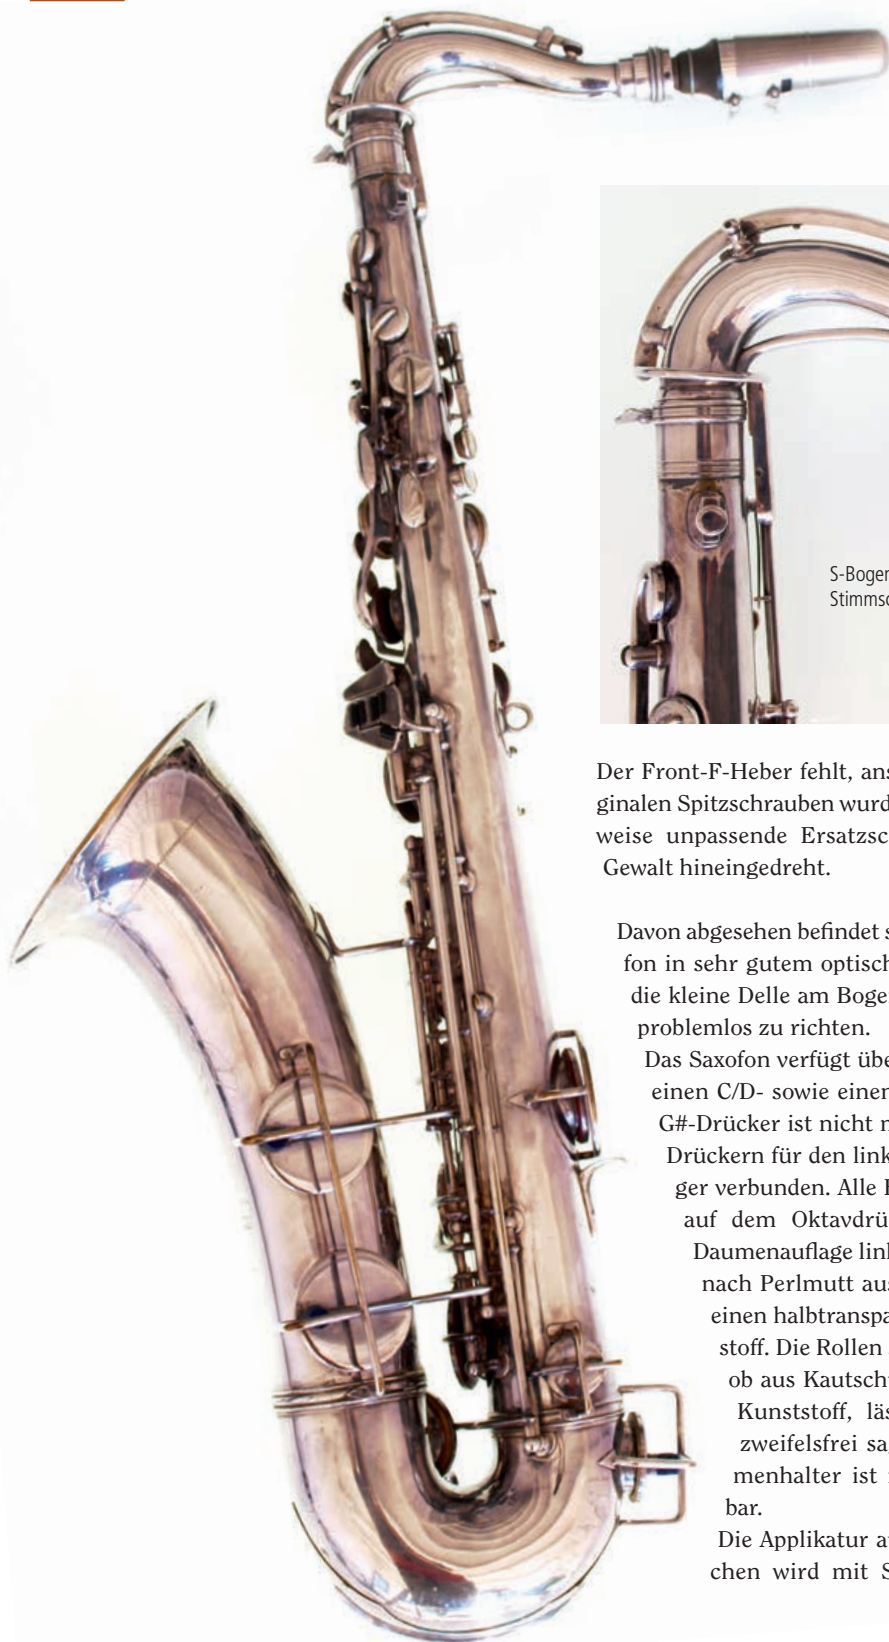 S-Bogen
Stimmsc
Der Front-F-Heber fehlt, ans
ginalen Spitzschrauben wurd
weise unpassende Ersatzsc
Gewalt hineingedreht.
Davon abgesehen befindet s
fon in sehr gutem optisch
die kleine Delle am Bogen
problemlos zu richten.
Das Saxofon verfügt übe
einen C/D- sowie einen
G#-Drücker ist nicht n
Drückern für den link
ger verbunden. Alle
auf dem Oktavdrü
Daumenauflage link
nach Perlmutt aus
einen halbtranspa
stoff. Die Rollen
ob aus Kautsch
Kunststoff, läs
zweifelsfrei sa
menhalter ist
bar.
Die Applikatur a
chen wird mit S